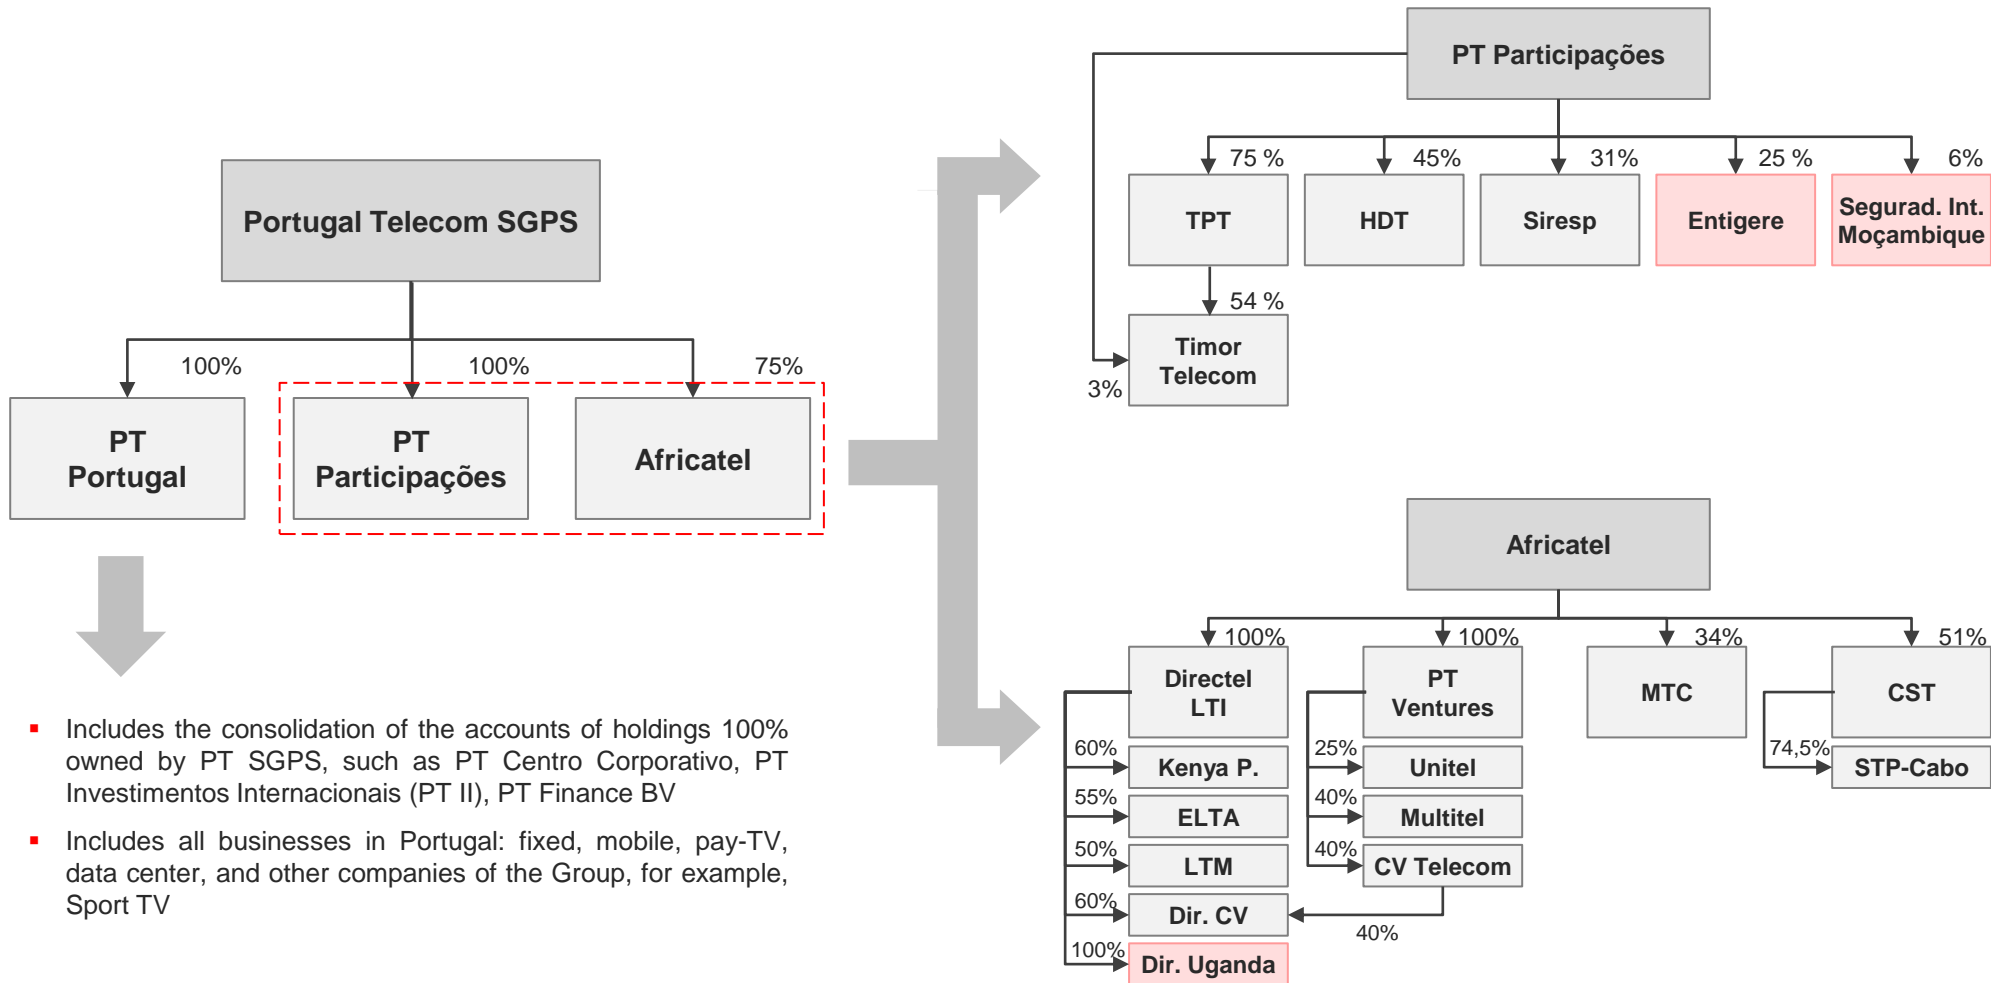 Portugal Telecom SGPS
100%
100%
75%
PT
Portugal
PT
Participações
Africatel
▪ Includes the consolidation of the accounts of holdings 100%
owned by PT SGPS, such as PT Centro Corporativo, PT
Investimentos Internacionais (PT II), PT Finance BV
▪ Includes all businesses in Portugal: fixed, mobile, pay-TV,
data center, and other companies of the Group, for example,
Sport TV
PT Participações
75 %
45%
31%
25 %
6%
TPT
HDT
Siresp
Entigere
Segurad. Int.
Moçambique
54 %
Timor
Telecom
3%
Africatel
100%
100%
34%
51%
Directel
LTI
PT
Ventures
MTC
CST
60%
Kenya P.
55%
ELTA
50%
LTM
60%
Dir. CV
100%
Dir. Uganda
25%
Unitel
40%
Multitel
40%
CV Telecom
40%
74,5%
STP-Cabo